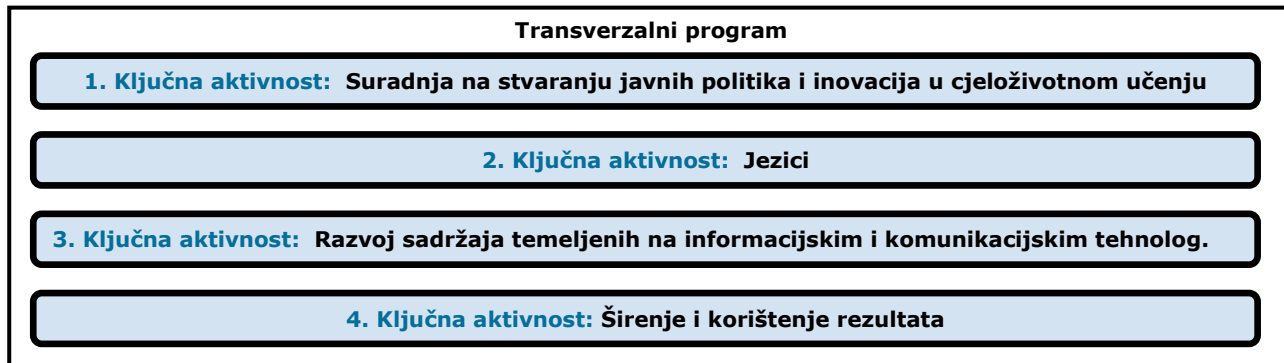 Transverzalni program
1. Ključna aktivnost: Suradnja na stvaranju javnih politika i inovacija u cjeloživotnom učenju
2. Ključna aktivnost: Jezici
3. Ključna aktivnost: Razvoj sadržaja temeljenih na informacijskim i komunikacijskim tehnolog.
4. Ključna aktivnost: Širenje i korištenje rezultata